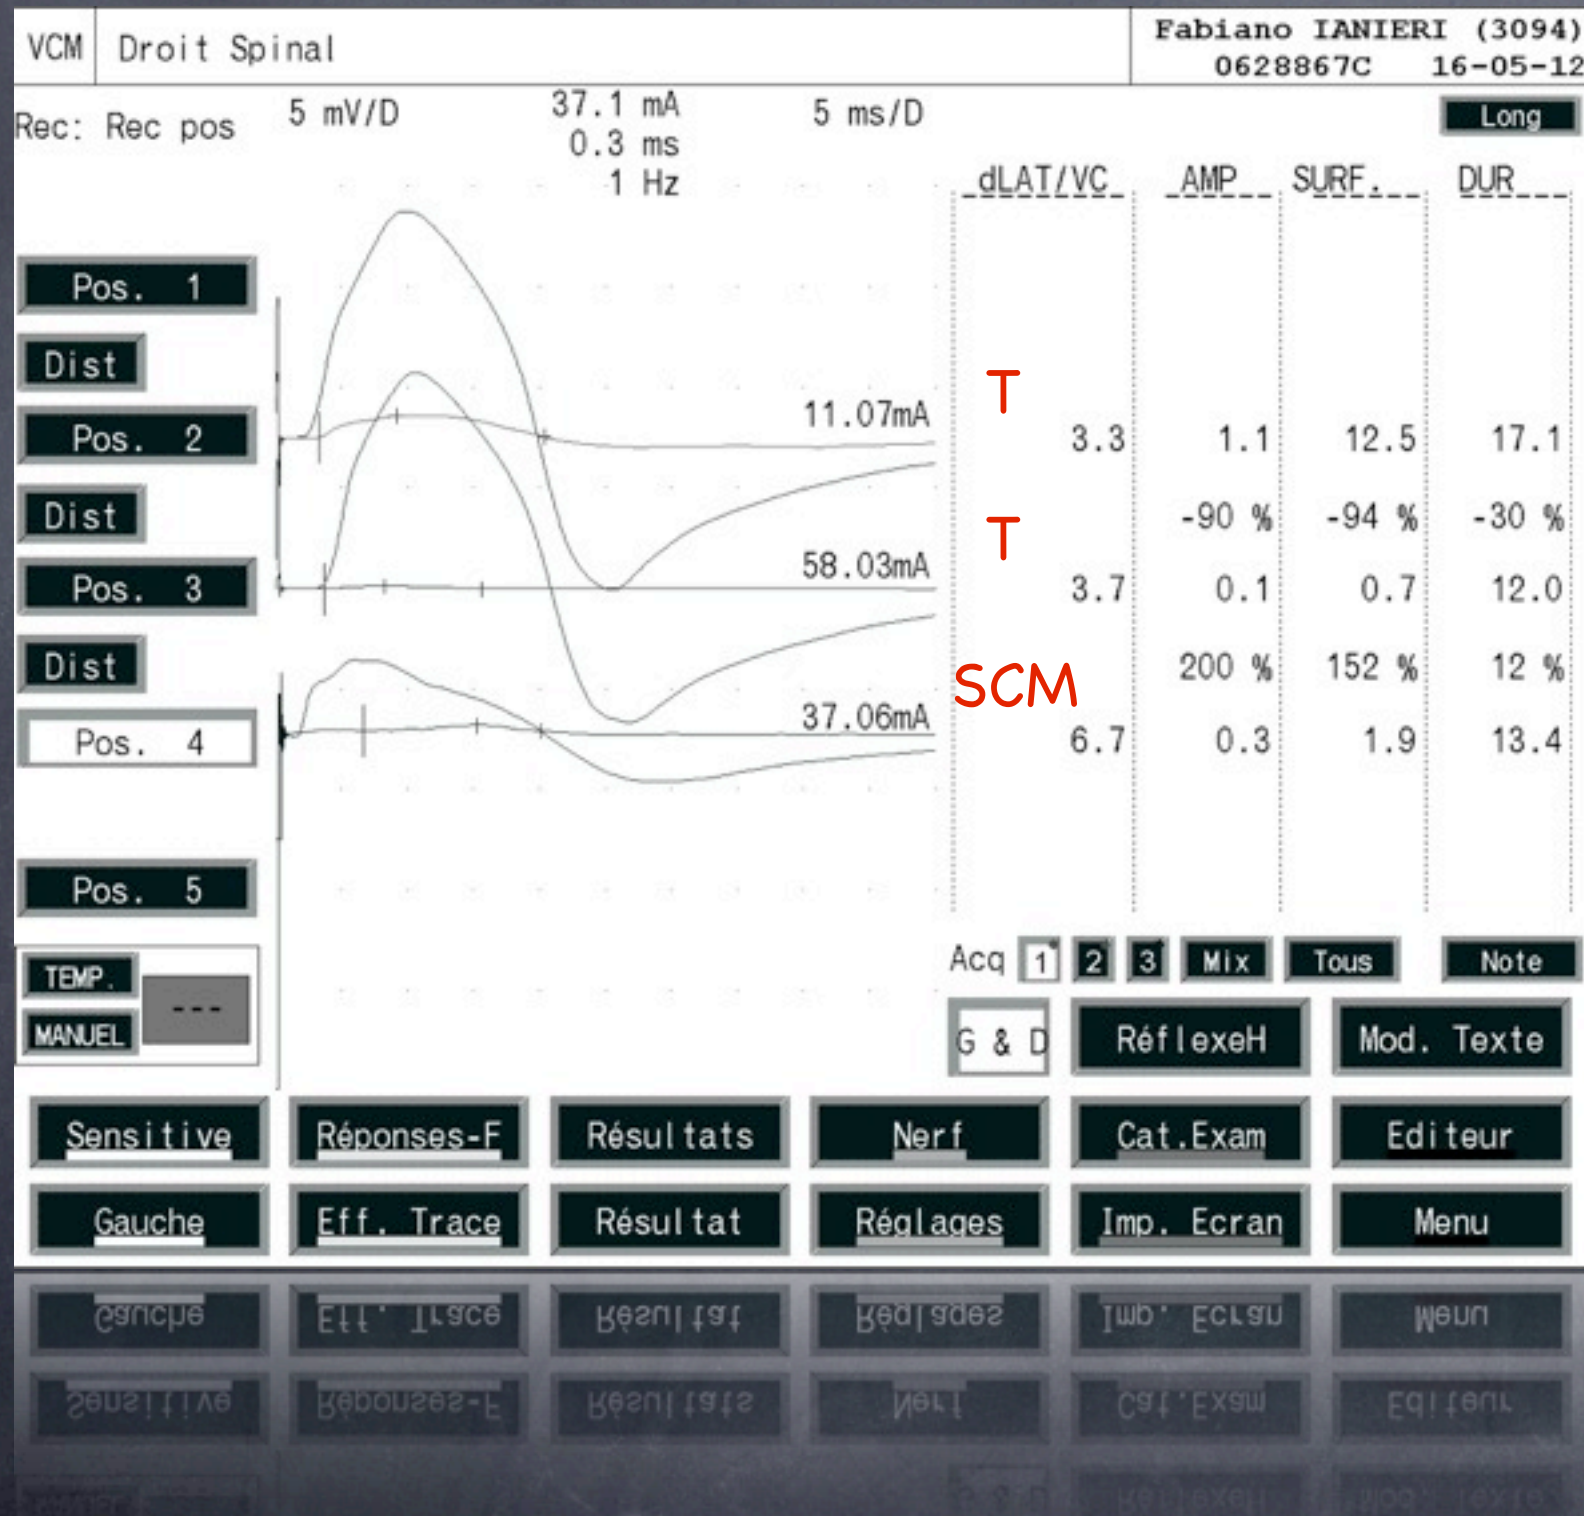 VCM Droit Spinal Fabiano IANIERI (3094)
0628867C 16-05-12
Rec: Rec pos 5 mV/D 37.1 mA 5 ms/D Long
0.3 ms
1 Hz
dLAT/VC AMP SURF. DUR
Pos. 1
Dist
T
11.07mA
Pos. 2 3.3 1.1 12.5 17.1
Dist -90 % -94 % -30 %
T
58.03mA
Pos. 3 3.7 0.1 0.7 12.0
Dist 200 % 152 % 12 %
SCM
37.06mA
Pos. 4 6.7 0.3 1.9 13.4
Pos. 5
Acq 1 2 3 Mix Tous Note
TEMP. ---
MANUEL
G & D RéflexeH Mod. Texte
Sensitive Réponses-F Résultats Nerf Cat.Exam Editeur
Gauche Eff. Trace Résultat Réglages Imp. Ecran Menu